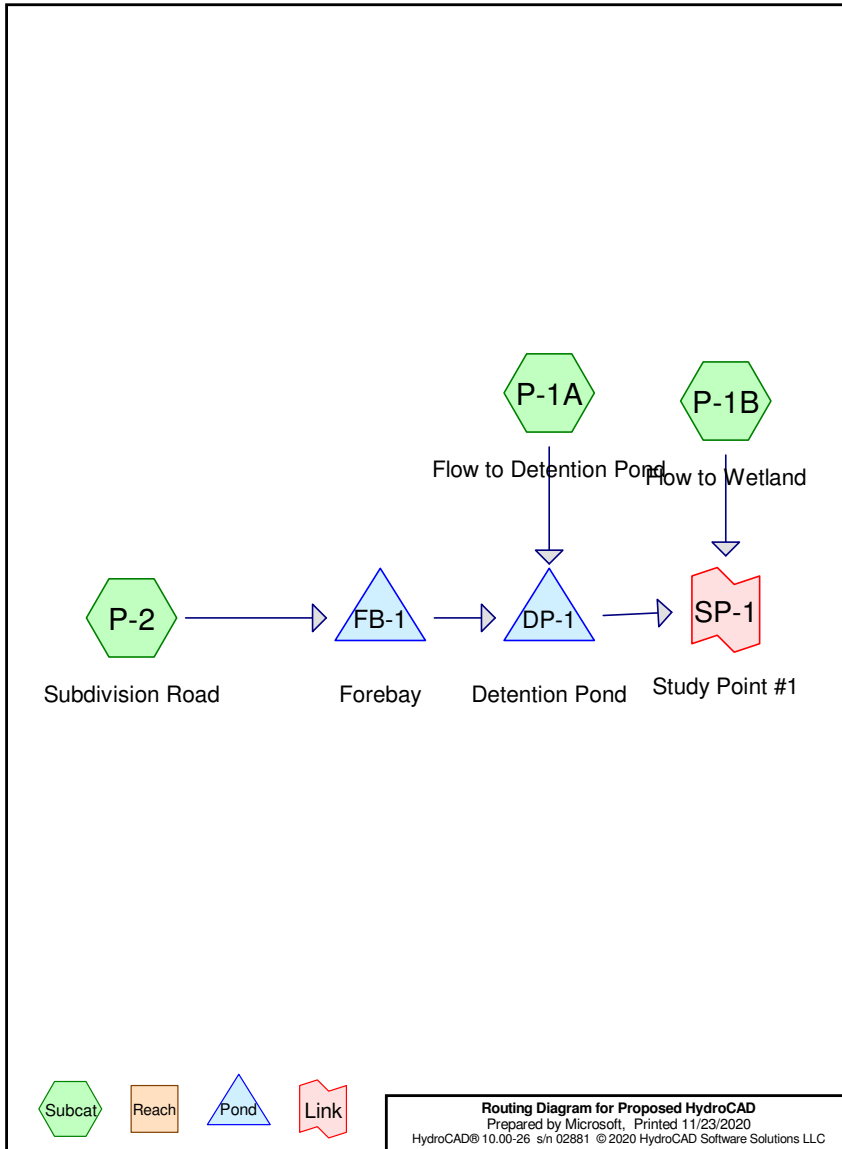 P-1A
P-1B
Flow to Detention Pond
Flow to Wetland
P-2
FB-1
DP-1
SP-1
Subdivision Road
Forebay
Detention Pond
Study Point #1
Subcat
Reach
Pond
Link
Routing Diagram for Proposed HydroCAD
Prepared by Microsoft, Printed 11/23/2020
HydroCAD® 10.00-26 s/n 02881 © 2020 HydroCAD Software Solutions LLC